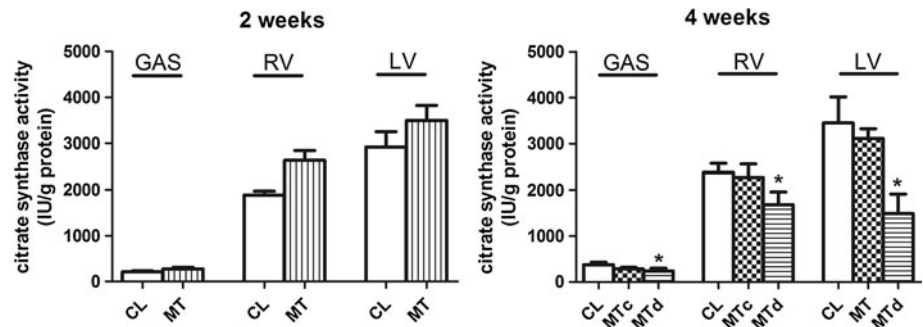 2 weeks
GAS RV LV
citrate synthase activity
(IU/g protein)
5000
4000
3000
2000
1000
0
CL MT CL MT CL MT
4 weeks
GAS RV LV
citrate synthase activity
(IU/g protein)
5000
4000
3000
2000
1000
0
* * *
CL MTc MTd CL MTc MTd CL MT MTd